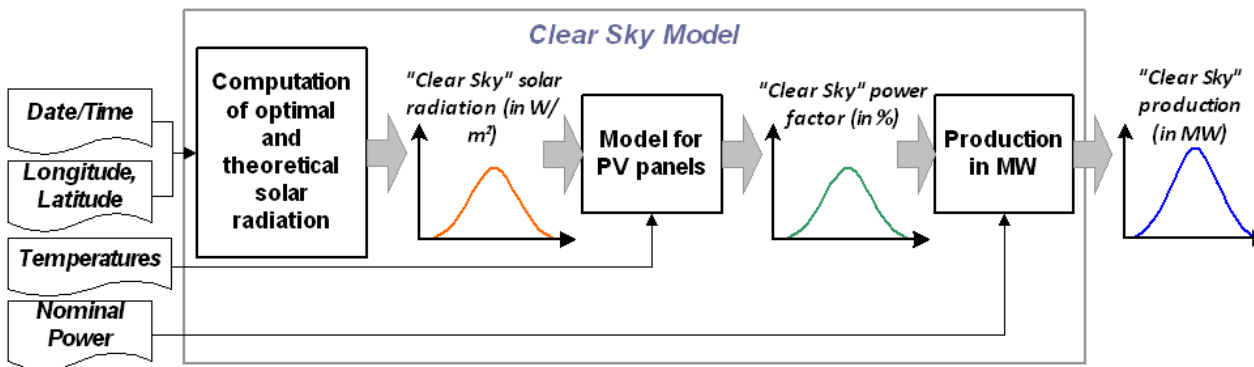 Clear Sky Model
Date/Time
Longitude,
Latitude
Temperatures
Nominal
Power
Computation
of optimal
and
theoretical
solar
radiation
"Clear Sky" solar
radiation (in W/
m²)
Model for
PV panels
"Clear Sky" power
factor (in %)
Production
in MW
"Clear Sky"
production
(in MW)